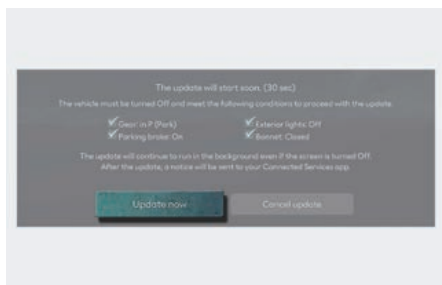 The update will start soon. (30 sec)
The vehicle must be turned Off and meet the following conditions to proceed with the update.
Gear: in P (Park)
Exterior lights: Off
Parking brake: On
Bonnet: Closed
The update will continue to run in the background even if the screen is turned Off.
After the update, a notice will be sent to your Connected Services app.
Update now
Cancel update